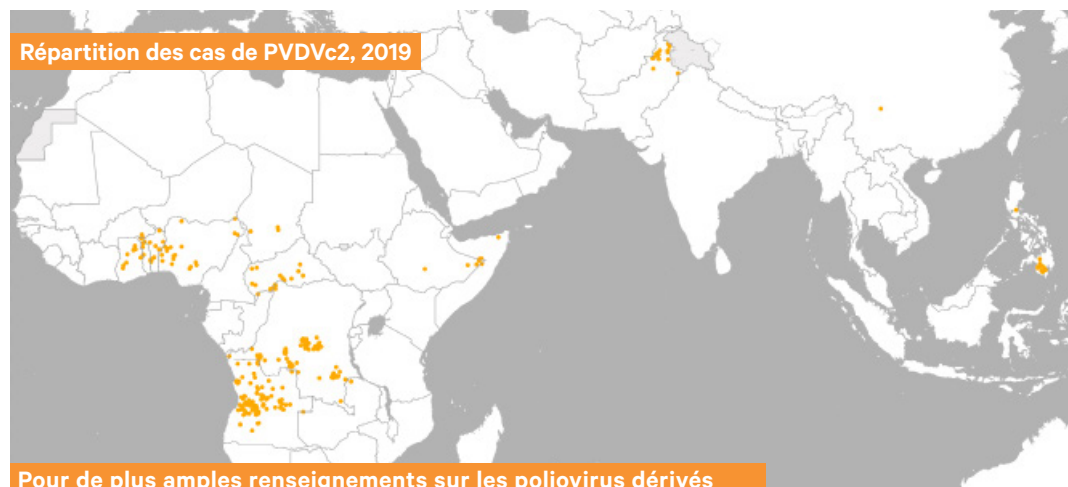 Répartition des cas de PVDVc2, 2019
Pour de plus amples renseignements sur les poliovirus dérivés